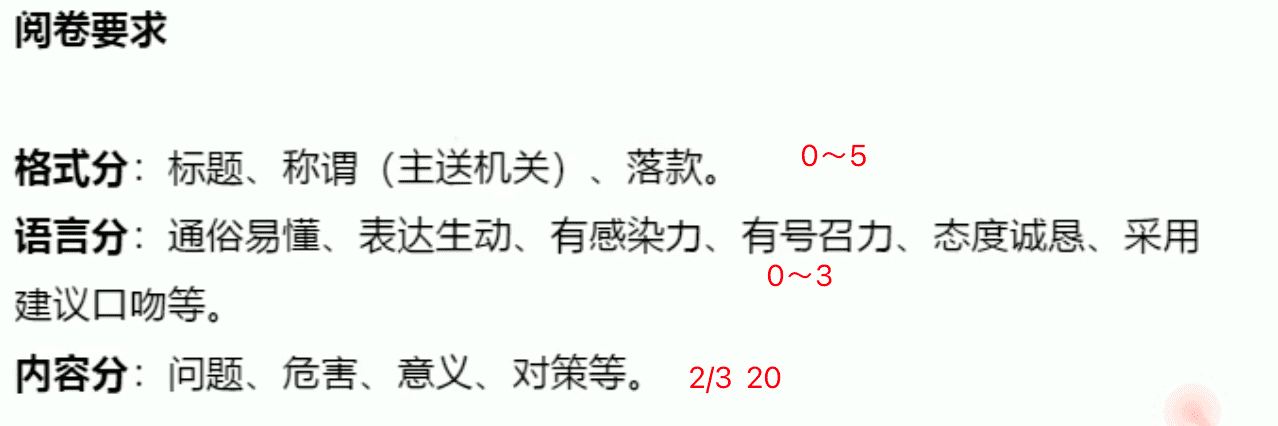 阅卷要求
格式分：标题、称谓（主送机关）、落款。 0～5
语言分：通俗易懂、表达生动、有感染力、有号召力、态度诚恳、采用
0～3
建议口吻等。
内容分：问题、危害、意义、对策等。 2/3 20